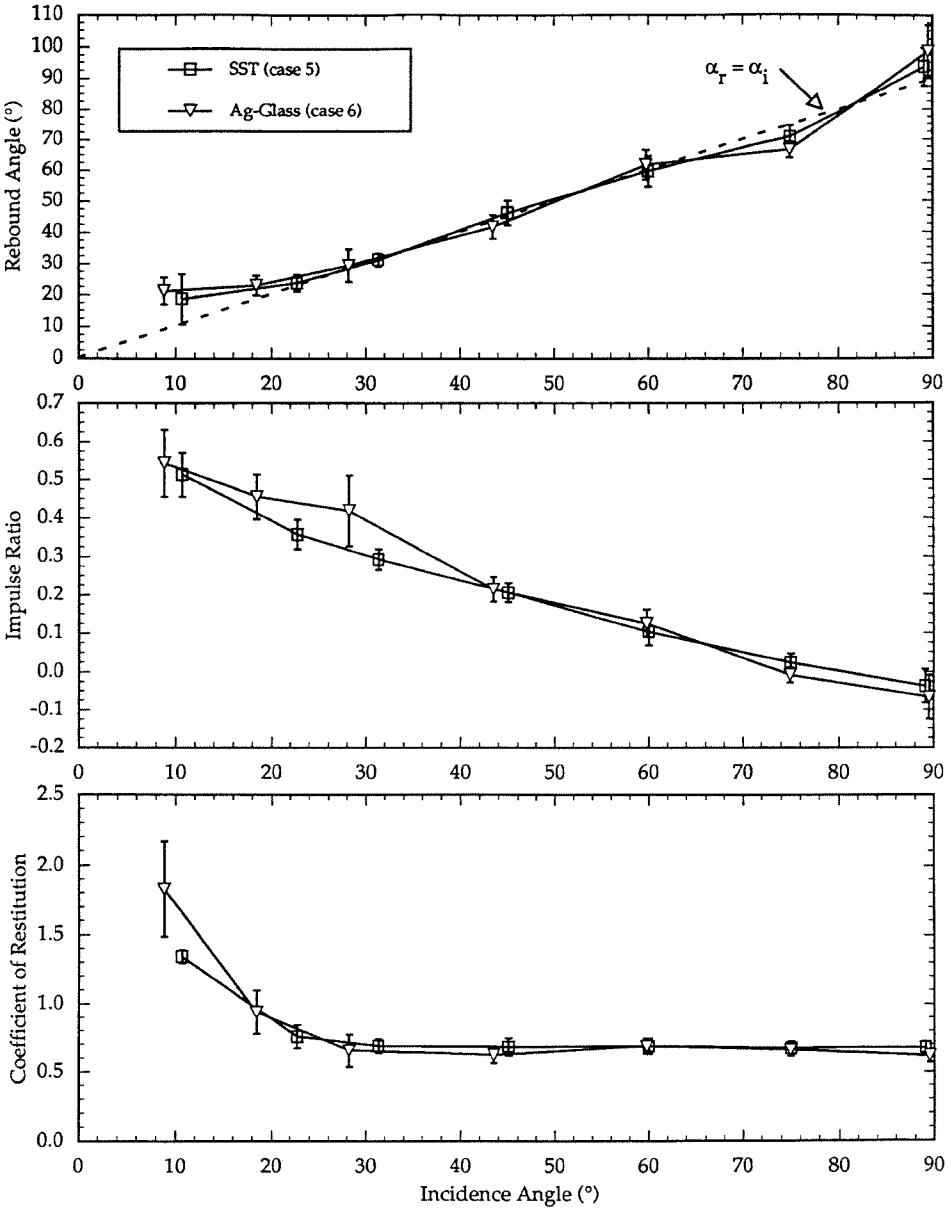 110
100
90
80
70
60
50
40
30
20
10
0
Rebound Angle (°)
SST (case 5)
Ag-Glass (case 6)
αr = αi
0 10 20 30 40 50 60 70 80 90
0.7
0.6
0.5
0.4
0.3
0.2
0.1
0.0
-0.1
-0.2
Impulse Ratio
0 10 20 30 40 50 60 70 80 90
2.5
2.0
1.5
1.0
0.5
0.0
Coefficient of Restitution
0 10 20 30 40 50 60 70 80 90
Incidence Angle (°)